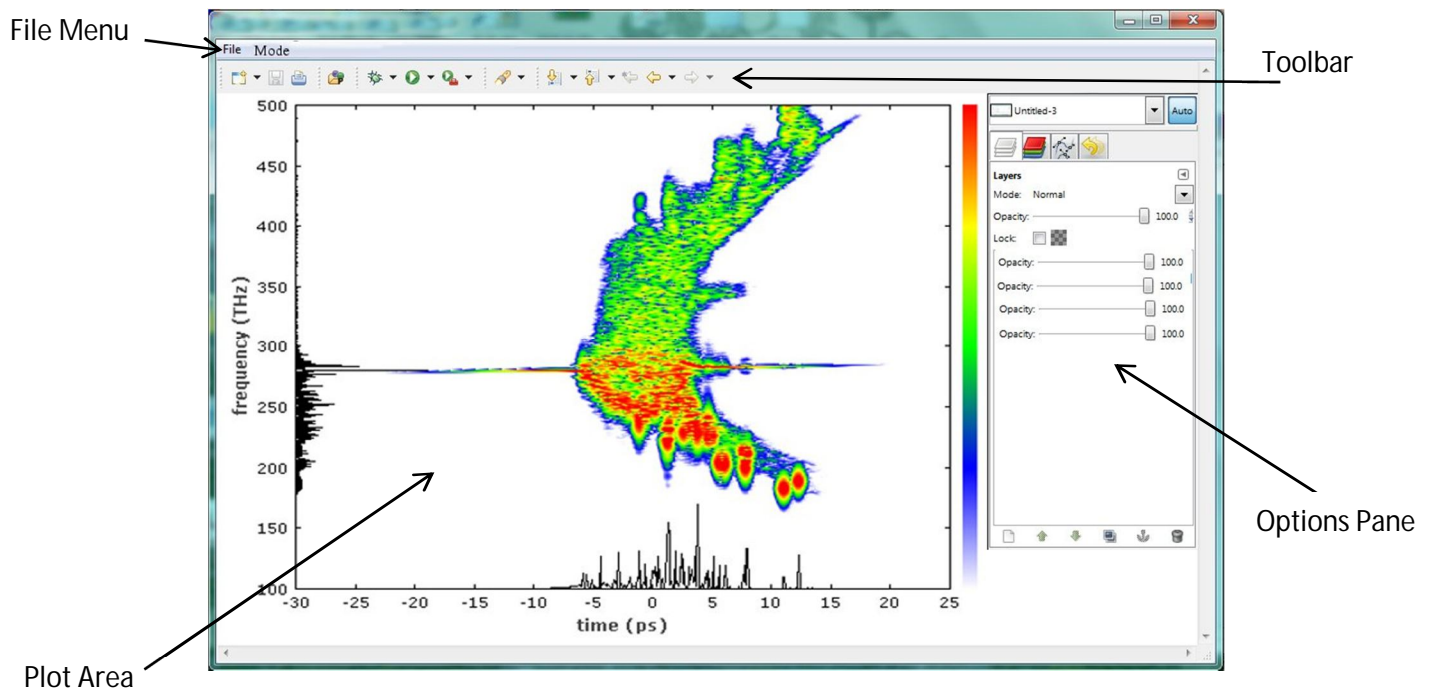 File Menu
File Mode
Toolbar
Untitled-3
Auto
Layers
Mode: Normal
Opacity: 100.0
Lock:
Opacity: 100.0
Opacity: 100.0
Opacity: 100.0
Opacity: 100.0
500
450
400
350
300
250
200
150
100
frequency (THz)
-30 -25 -20 -15 -10 -5 0 5 10 15 20 25
time (ps)
Options Pane
Plot Area